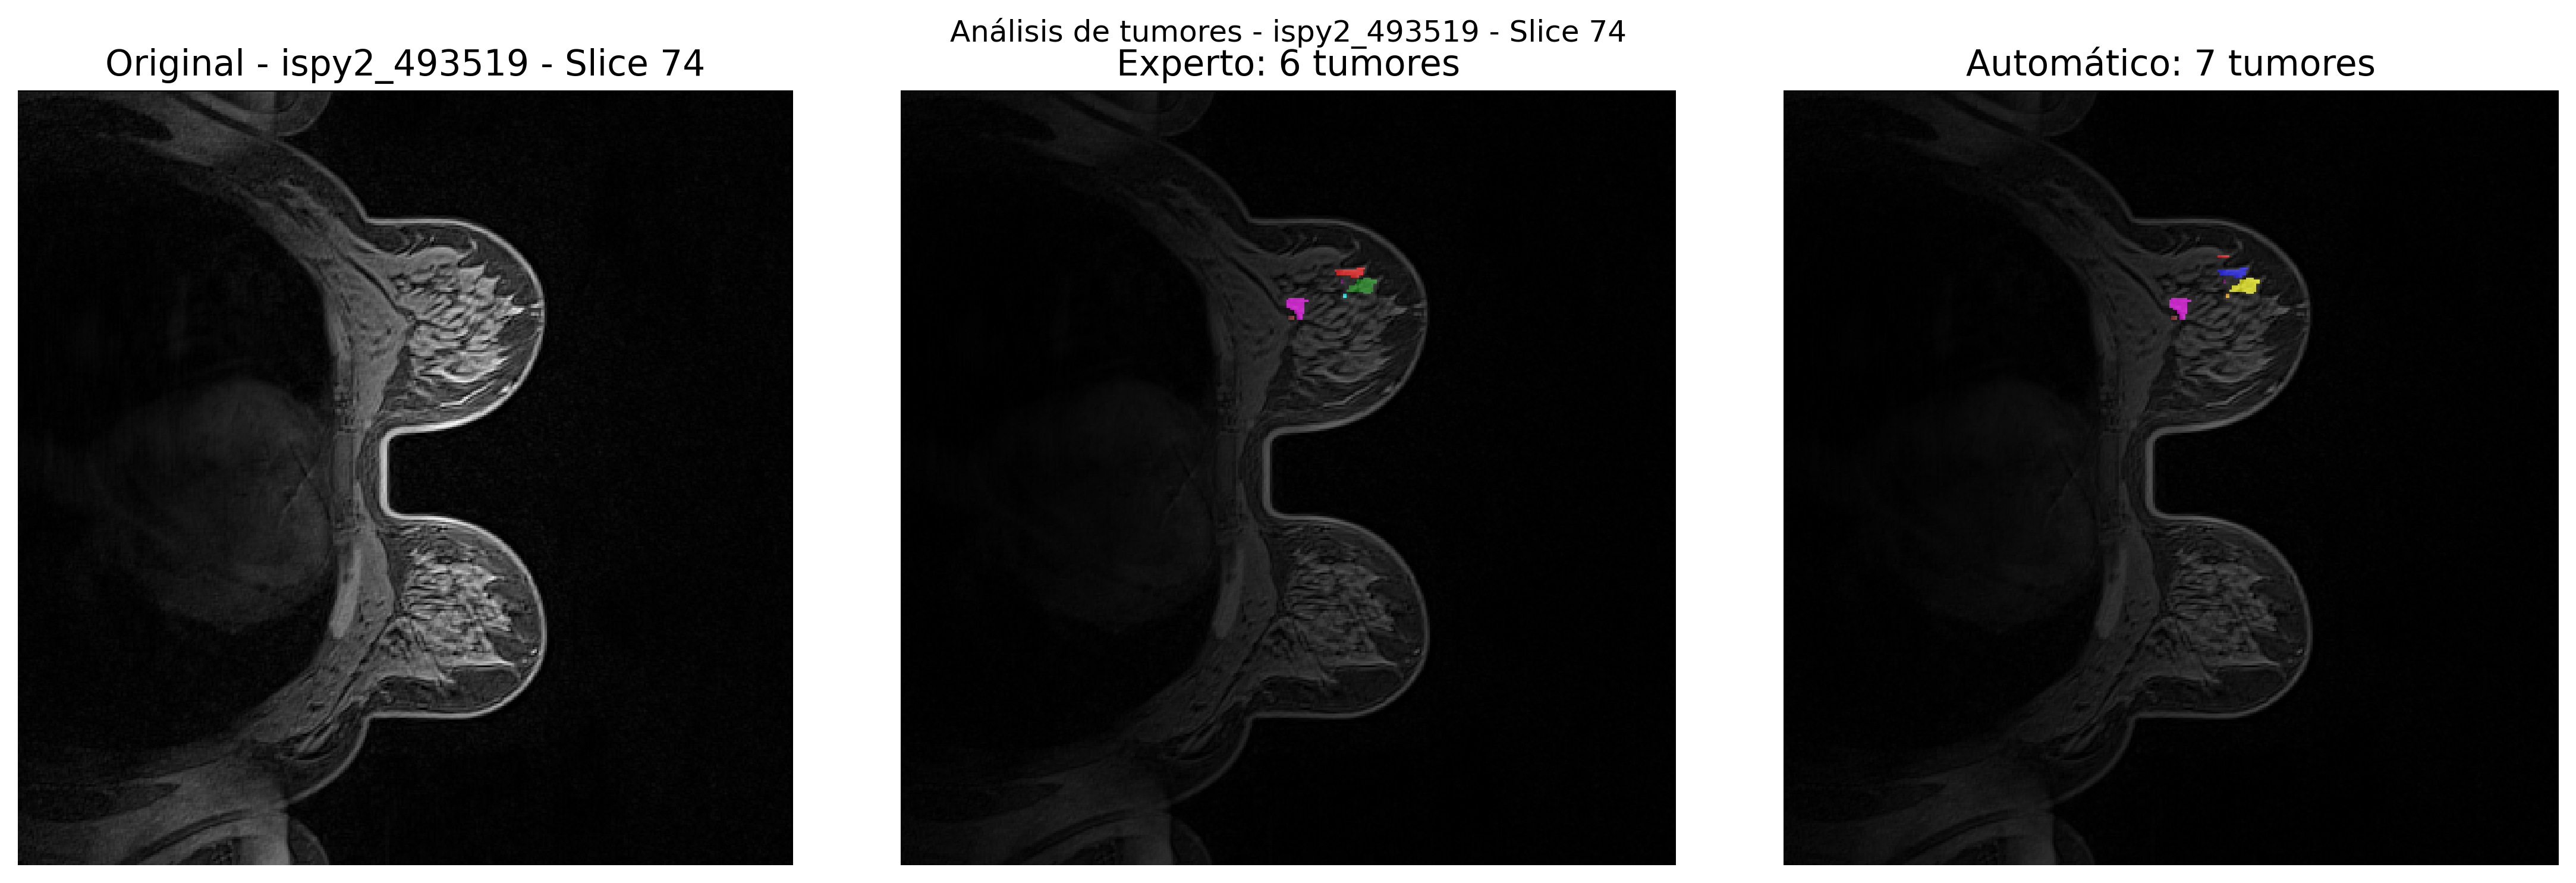 Análisis de tumores - ispy2_493519 - Slice 74
Original - ispy2_493519 - Slice 74
Experto: 6 tumores
Automático: 7 tumores